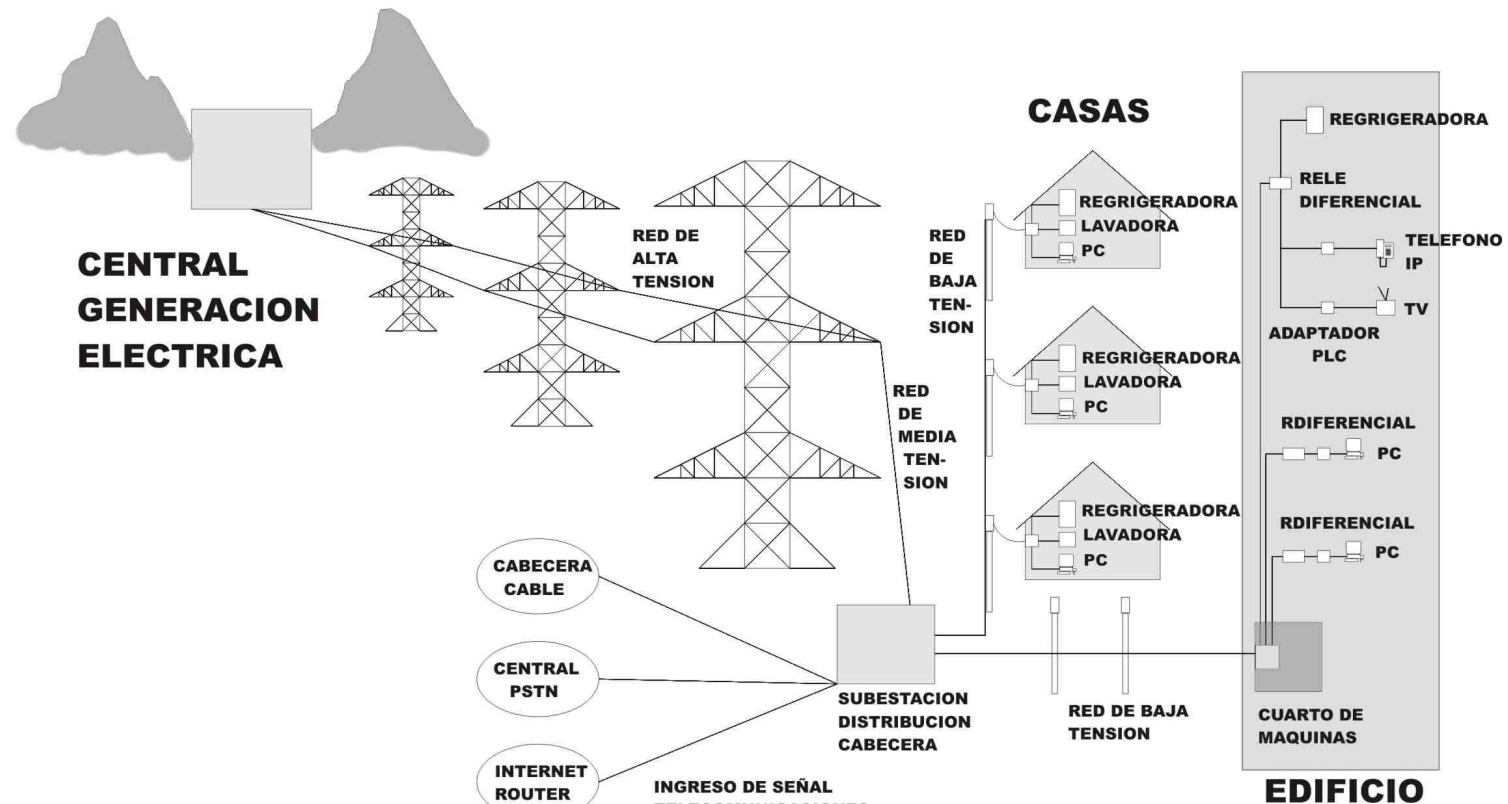 CENTRAL
GENERACION
ELECTRICA
RED DE
ALTA
TENSION
RED
DE
MEDIA
TEN-
SION
RED
DE
BAJA
TEN-
SION
CASAS
REGRIGERADORA
LAVADORA
PC
REGRIGERADORA
LAVADORA
PC
REGRIGERADORA
LAVADORA
PC
REGRIGERADORA
RELE
DIFERENCIAL
TELEFONO
IP
TV
ADAPTADOR
PLC
RDIFERENCIAL
PC
RDIFERENCIAL
PC
CUARTO DE
MAQUINAS
EDIFICIO
RED DE BAJA
TENSION
SUBESTACION
DISTRIBUCION
CABECERA
CABECERA
CABLE
CENTRAL
PSTN
INTERNET
ROUTER
INGRESO DE SEÑAL